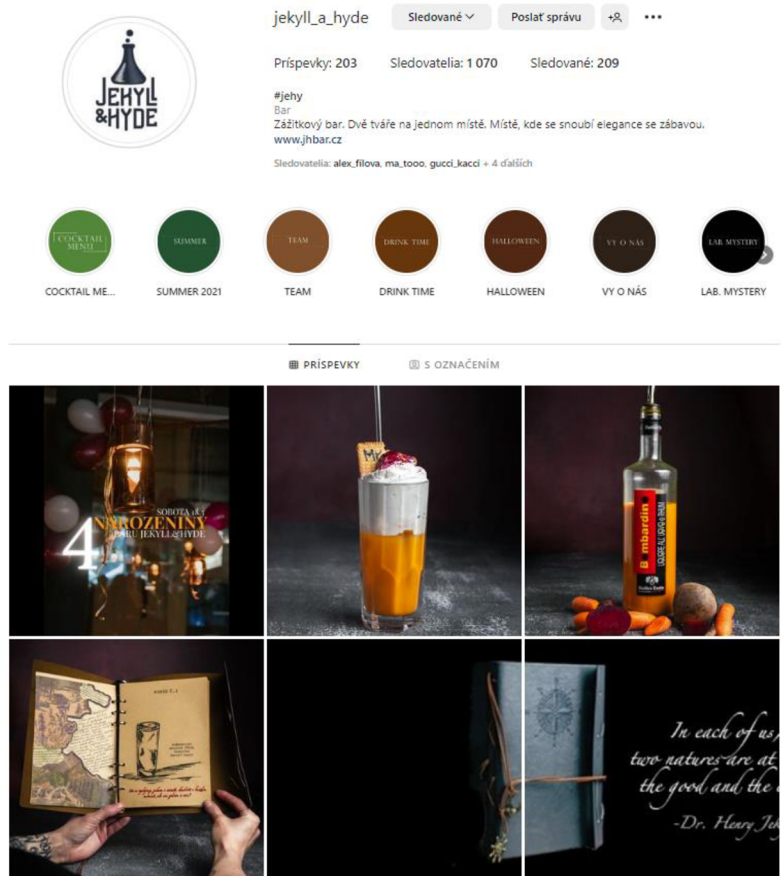 jekyll_a_hyde Sledované Poslať správu
Príspevky: 203 Sledovatelia: 1 070 Sledované: 209
JEKYLL
&HYDE
#jehy
Bar
Zážitkový bar. Dvě tváře na jednom místě. Místě, kde se snoubí elegance se zábavou.
www.jhbar.cz
Sledovatelia: alex_filova, ma_tooo, gucci_kacci + 4 ďalších
COCKTAIL
MENU
SUMMER
TEAM
DRINK TIME
HALLOWEEN
VY O NÁS
LAB. MYSTERY
COCKTAIL ME...
SUMMER 2021
TEAM
DRINK TIME
HALLOWEEN
VY O NÁS
LAB. MYSTERY
PRÍSPEVKY S OZNAČENÍM
SOBOTA 18.3
4 NAROZENINY
BARU JEKYLL&HYDE
Bombardino
In each of us,
two natures are at
the good and the
-Dr. Henry